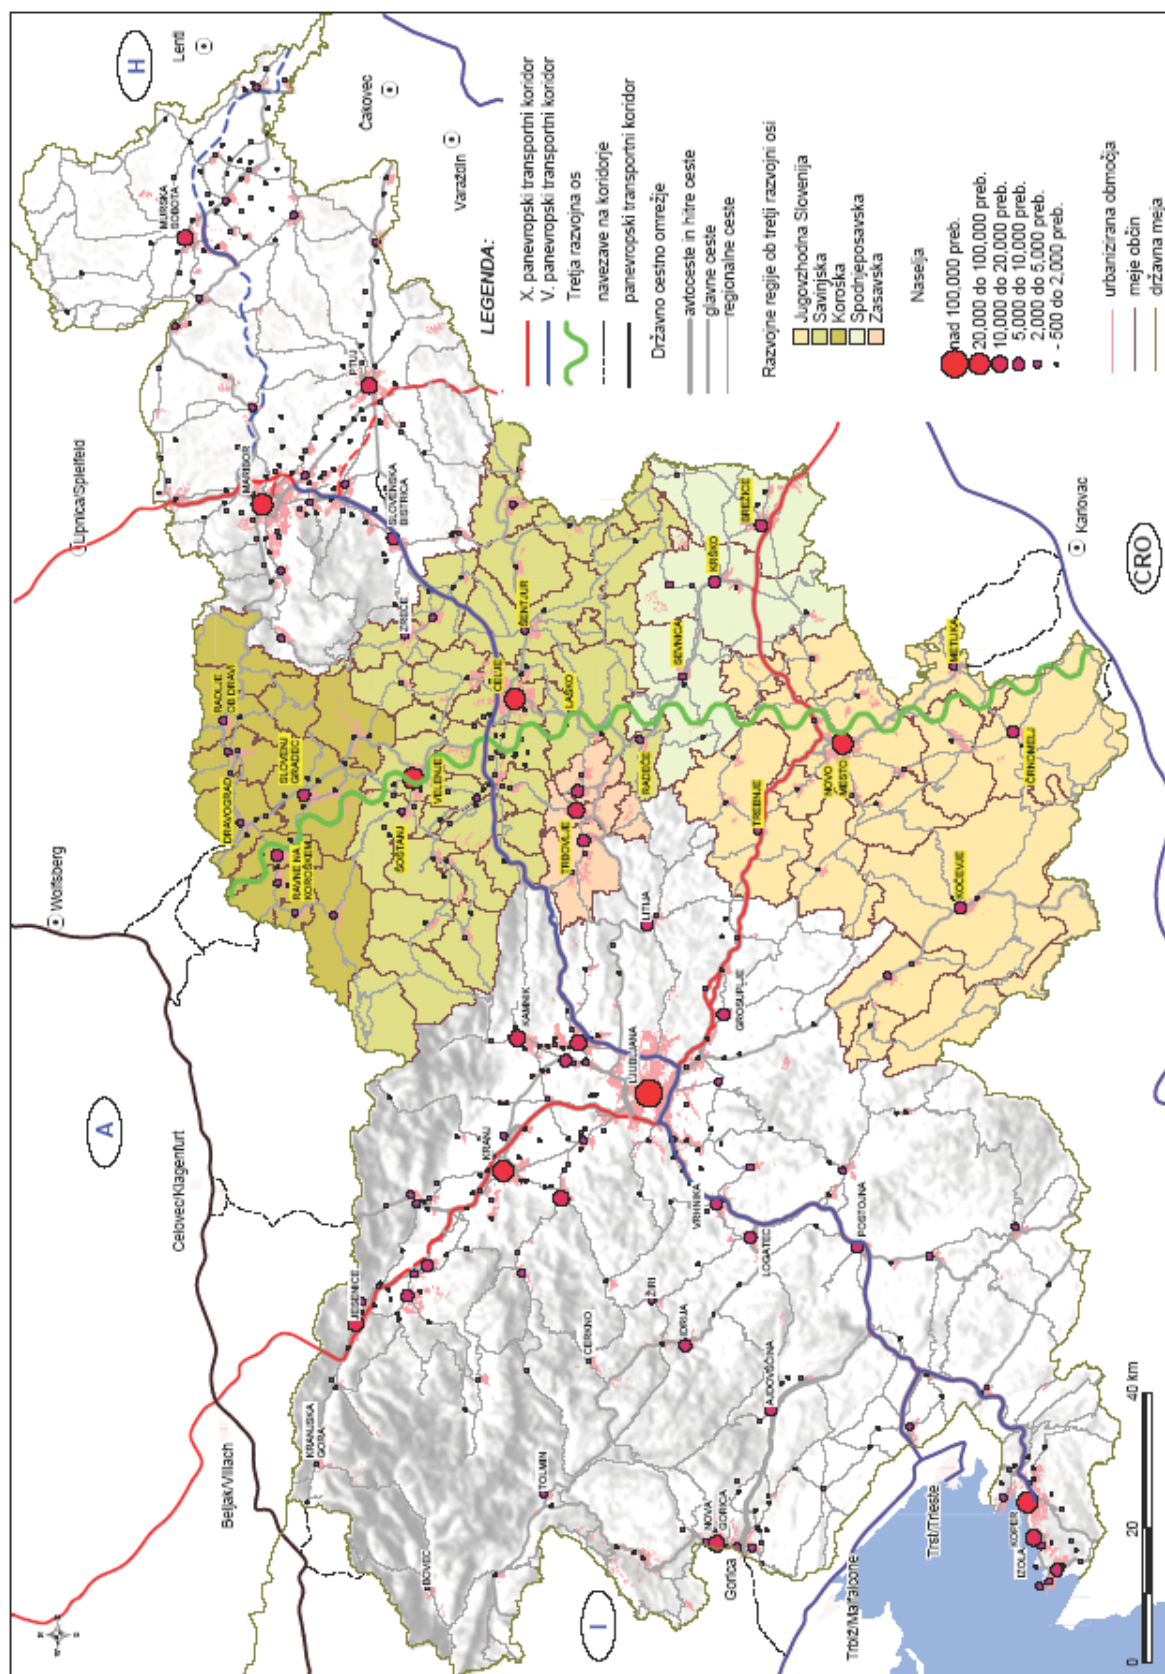 H
Lenti
Čakovec
Varaždin
Lipnica/Spielfeld
Wolfsberg
A
Celovec/Klagenfurt
Beljak/Villach
I
Gorica
Trbiž/Malfalcone
Trst/Trieste
CRO
Karlovac
MURSKA
SOBOTA
PTUJ
MARIBOR
SLOVENSKA
BISTRICA
ZREČE
RADLJE
OB DRAVI
SLOVENJ
GRADEC
DRAVOGRAD
RAVNE NA
KOROŠKEM
VELENJE
ŠOŠTANJ
CELJE
ŠENTJUR
LAŠKO
RADEČE
TRBOVLJE
SEVNICA
KRŠKO
BREŽICE
TREBNJE
NOVO
MESTO
METLIKA
ČRNOMELJ
KOČEVJE
LITIJA
GROSUPLJE
KAMNIK
LJUBLJANA
KRANJ
JESENICE
KRANJSKA
GORA
BOVEC
TOLMIN
CERKNO
ŽIRI
IDRIJA
VRHNIKA
LOGATEC
POSTOJNA
AJDOVŠČINA
NOVA
GORICA
KOPER
IZOLA
LEGENDA:
X. panevropski transportni koridor
V. panevropski transportni koridor
Tretja razvojna os
navezave na koridorje
panevropski transportni koridor
Državno cestno omrežje
avtoceste in hitre ceste
glavne ceste
regionalne ceste
Razvojne regije ob tretji razvojni osi
Jugovzhodna Slovenija
Savinjska
Koroška
Spodnjeposavska
Zasavska
Naselja
nad 100,000 preb.
20,000 do 100,000 preb.
10,000 do 20,000 preb.
5,000 do 10,000 preb.
2,000 do 5,000 preb.
- 500 do 2,000 preb.
urbanizirana območja
meje občin
državna meja
0 20 40 km